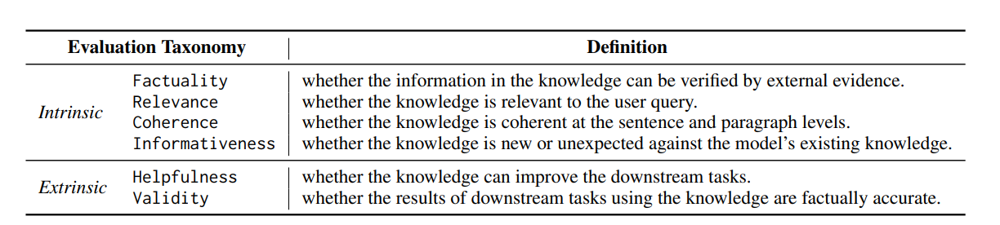 Evaluation Taxonomy Definition
Factuality whether the information in the knowledge can be verified by external evidence.
Relevance whether the knowledge is relevant to the user query.
Intrinsic
Coherence whether the knowledge is coherent at the sentence and paragraph levels.
Informativeness whether the knowledge is new or unexpected against the model’s existing knowledge.
Helpfulness whether the knowledge can improve the downstream tasks.
Extrinsic
Validity whether the results of downstream tasks using the knowledge are factually accurate.